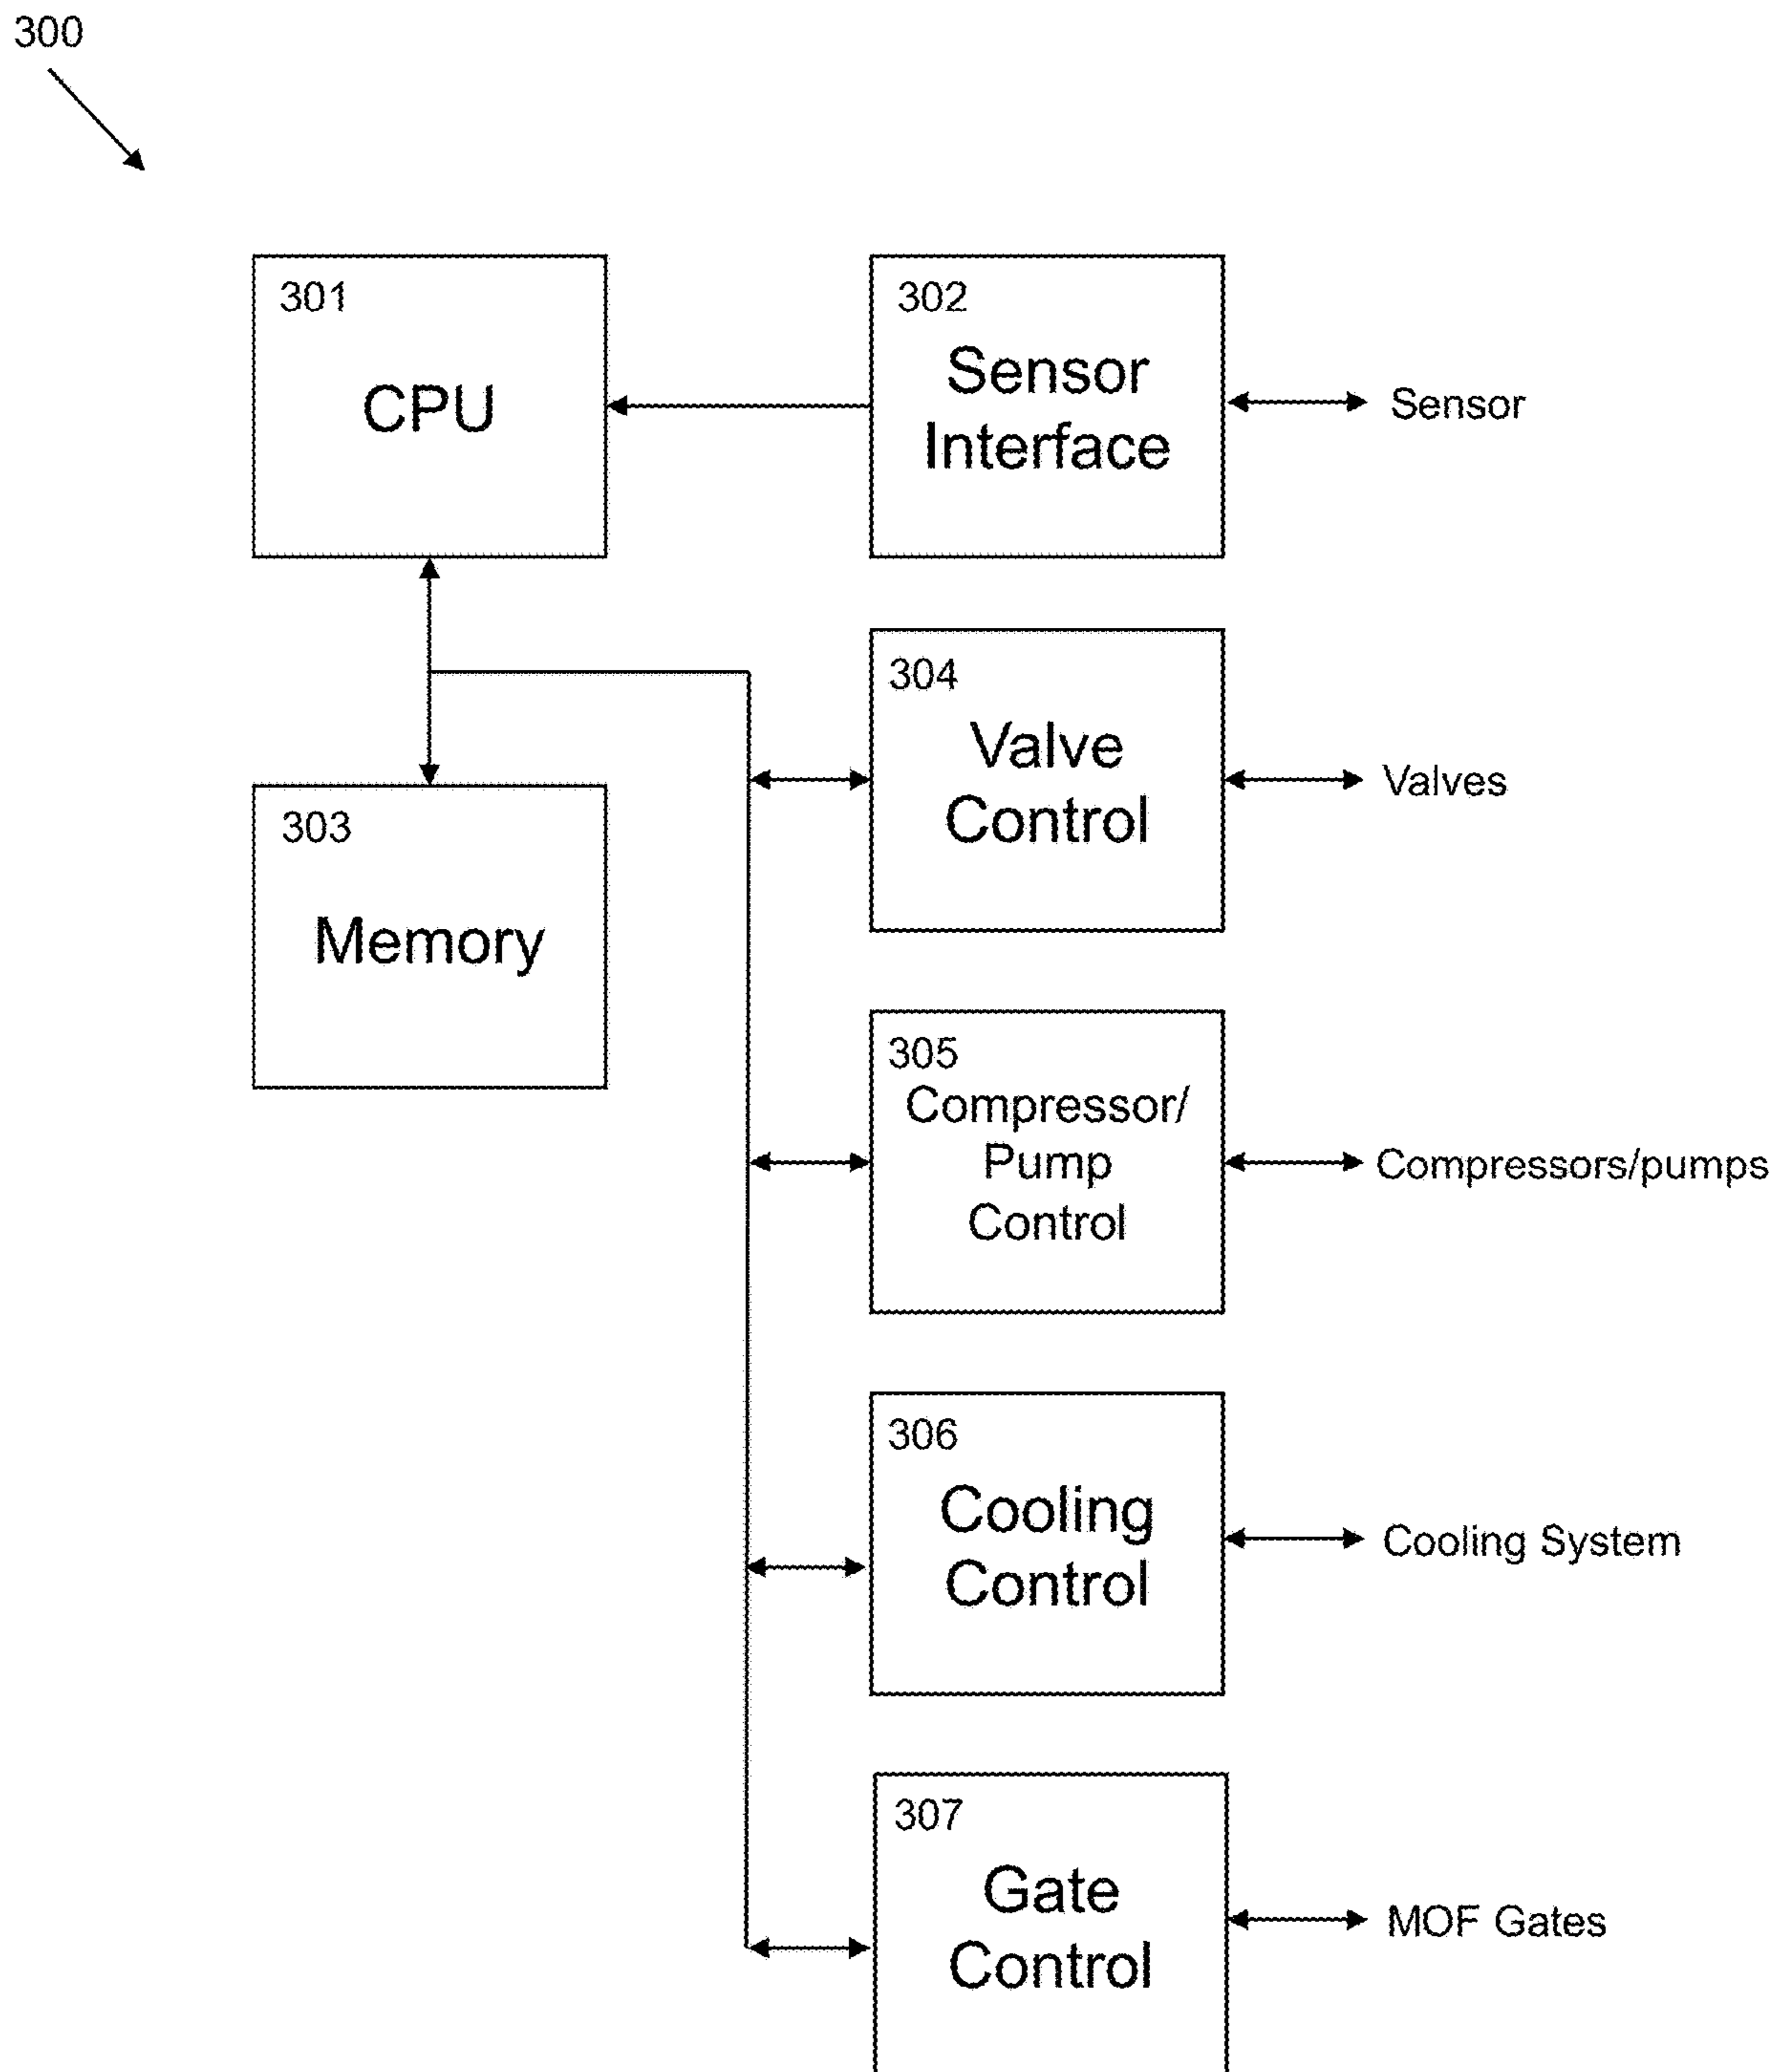 300
301
CPU
302
Sensor
Interface
Sensor
304
Valve
Control
Valves
303
Memory
305
Compressor/
Pump
Control
Compressors/pumps
306
Cooling
Control
Cooling System
307
Gate
Control
MOF Gates